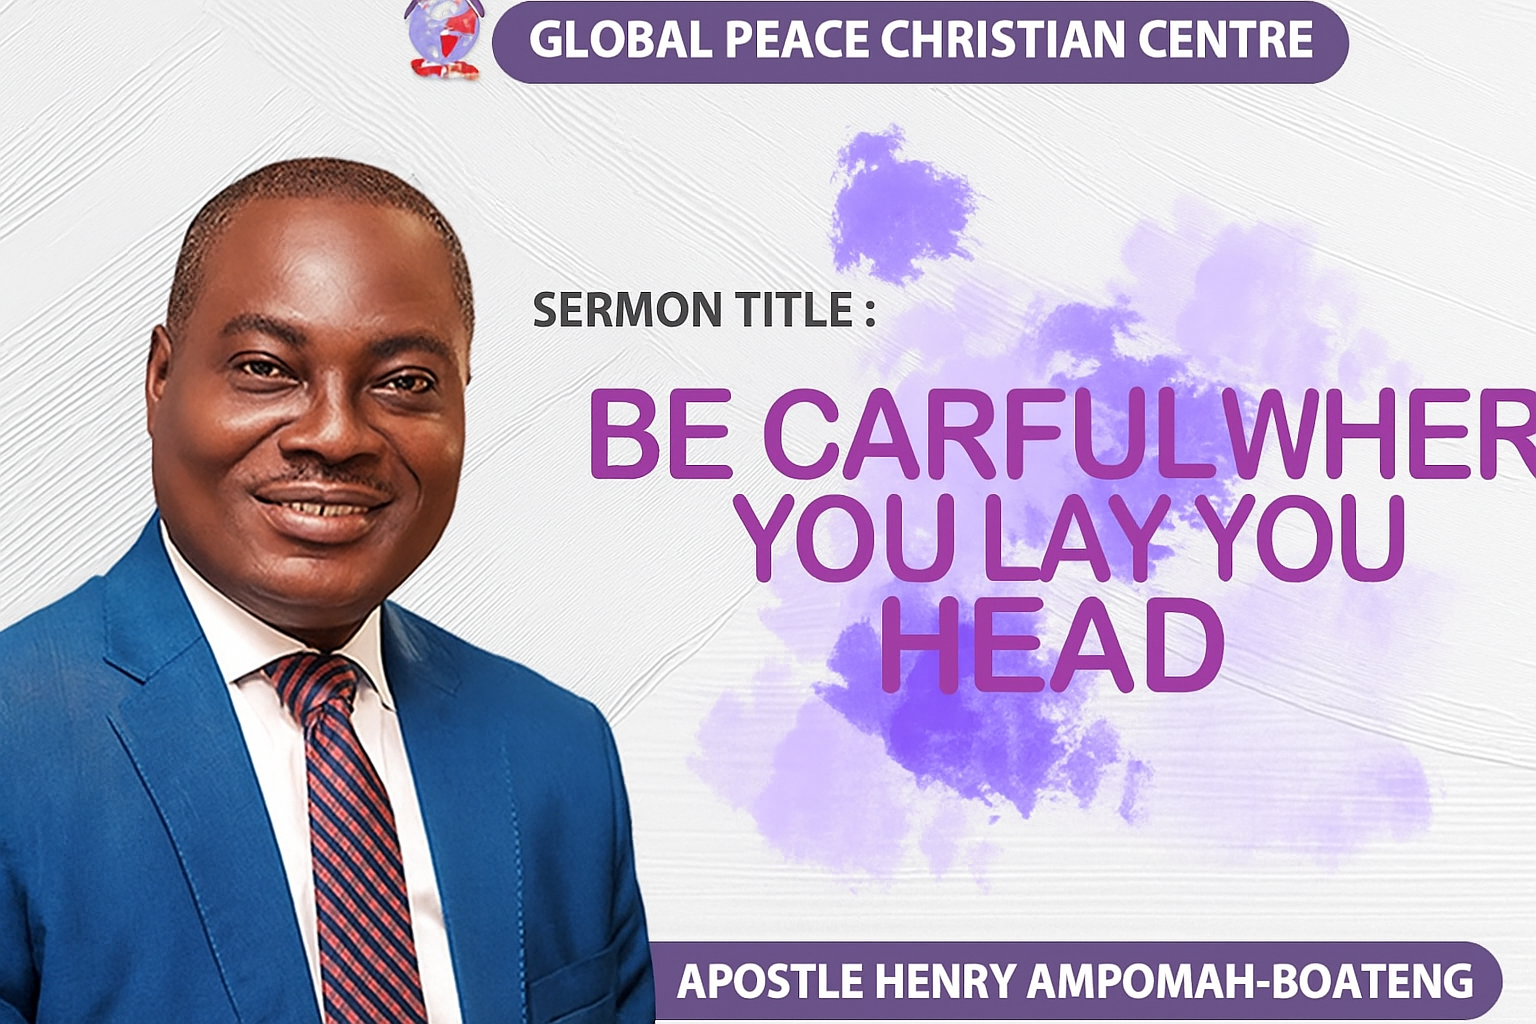 GLOBAL PEACE CHRISTIAN CENTRE
SERMON TITLE :
BE CARFUL WHER
YOU LAY YOU
HEAD
APOSTLE HENRY AMPOMAH-BOATENG